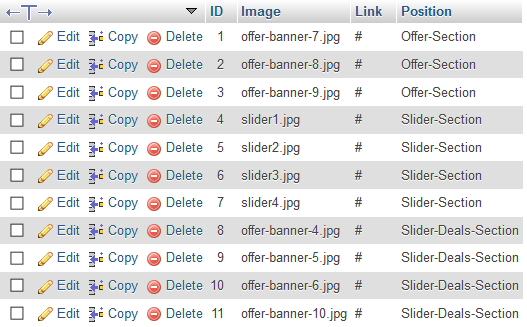 ID Image Link Position
Edit Copy Delete 1 offer-banner-7.jpg # Offer-Section
Edit Copy Delete 2 offer-banner-8.jpg # Offer-Section
Edit Copy Delete 3 offer-banner-9.jpg # Offer-Section
Edit Copy Delete 4 slider1.jpg # Slider-Section
Edit Copy Delete 5 slider2.jpg # Slider-Section
Edit Copy Delete 6 slider3.jpg # Slider-Section
Edit Copy Delete 7 slider4.jpg # Slider-Section
Edit Copy Delete 8 offer-banner-4.jpg # Slider-Deals-Section
Edit Copy Delete 9 offer-banner-5.jpg # Slider-Deals-Section
Edit Copy Delete 10 offer-banner-6.jpg # Slider-Deals-Section
Edit Copy Delete 11 offer-banner-10.jpg # Slider-Deals-Section